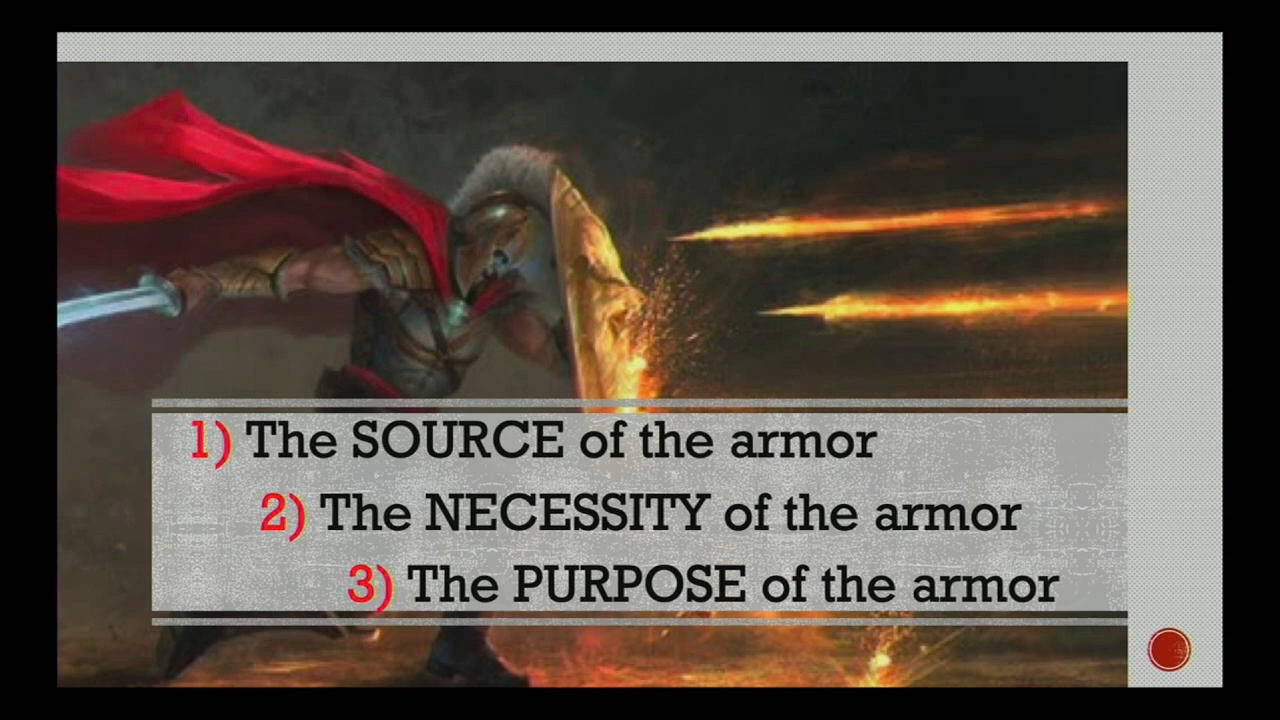 1) The SOURCE of the armor
2) The NECESSITY of the armor
3) The PURPOSE of the armor